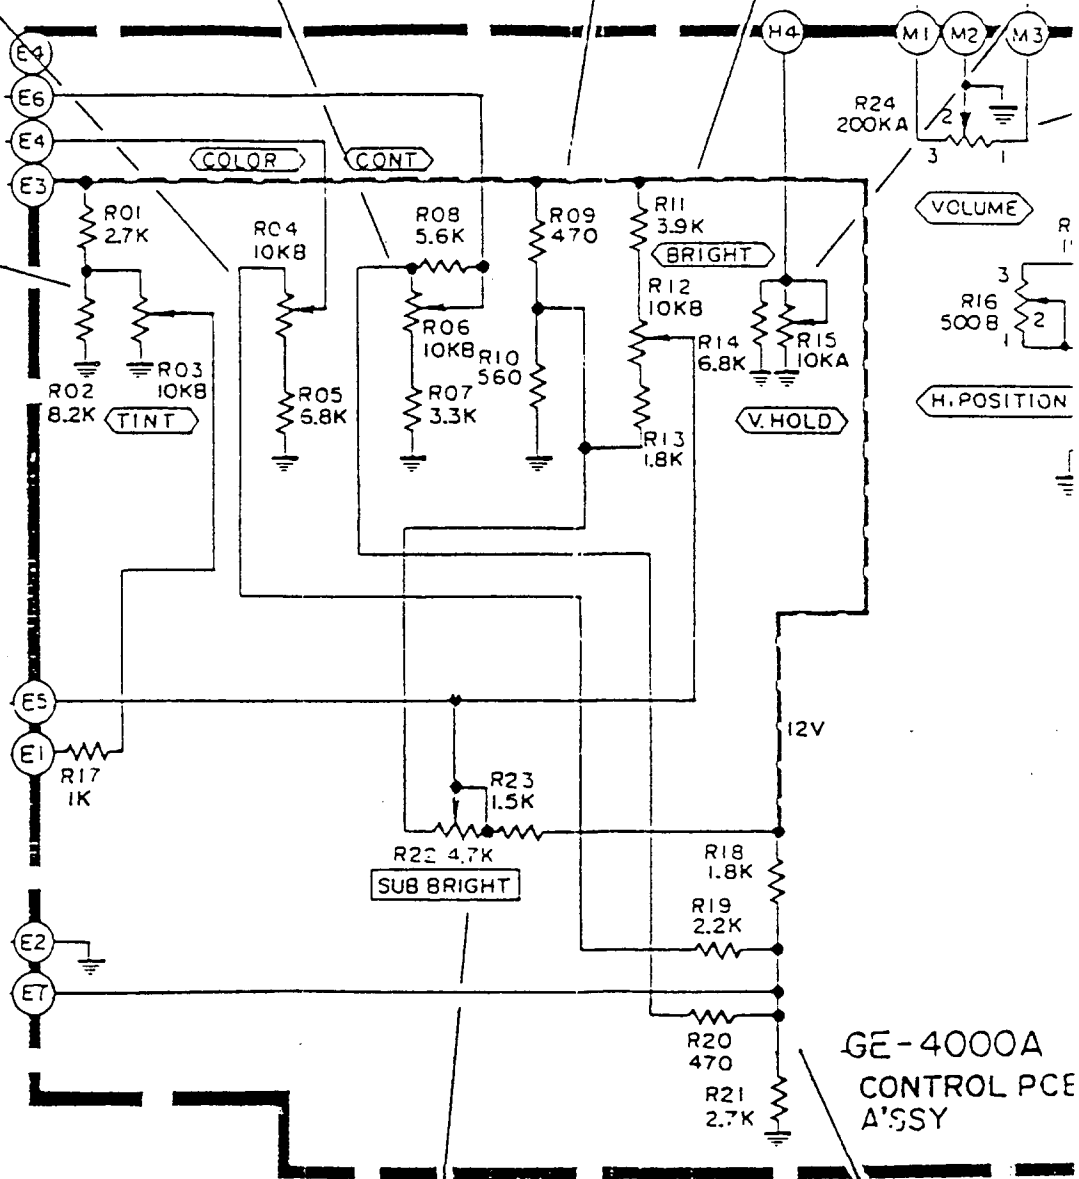 E4
H4
M1
M2
M3
E6
R24
200KA
2
3
1
E4
COLOR
CONT
E3
R01
2.7K
R04
10KB
R08
5.6K
R09
470
R11
3.9K
BRIGHT
VOLUME
R12
10KB
3
R16
500B
2
1
R06
10KB
R10
560
R14
6.8K
R15
10KA
R02
8.2K
R03
10KB
TINT
R05
6.8K
R07
3.3K
R13
1.8K
V. HOLD
H. POSITION
E5
12V
E1
R17
1K
R23
1.5K
R22 4.7K
SUB BRIGHT
R18
1.8K
R19
2.2K
E2
E7
R20
470
R21
2.7K
GE-4000A
CONTROL PCB
A'SSY